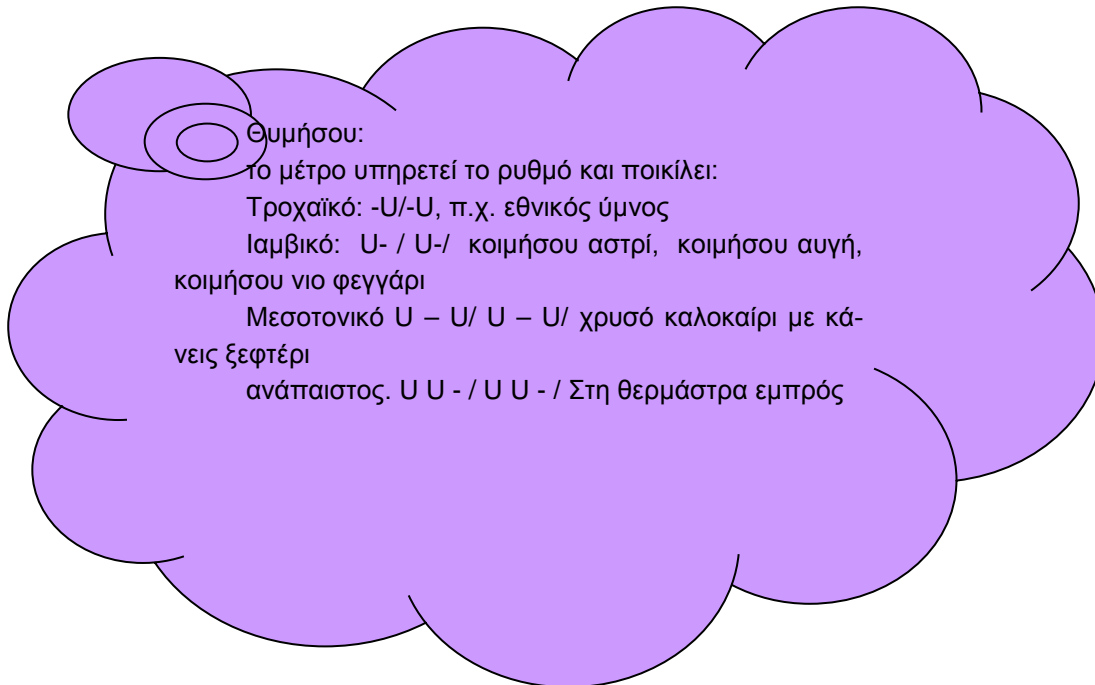 Θυμήσου:
το μέτρο υπηρετεί το ρυθμό και ποικίλει:
Τροχαϊκό: -U/-U, π.χ. εθνικός ύμνος
Ιαμβικό: U- / U-/ κοιμήσου αστρί, κοιμήσου αυγή,
κοιμήσου νιο φεγγάρι
Μεσοτονικό U – U/ U – U/ χρυσό καλοκαίρι με κά-
νεις ξεφτέρι
ανάπαιστος. U U - / U U - / Στη θερμάστρα εμπρός